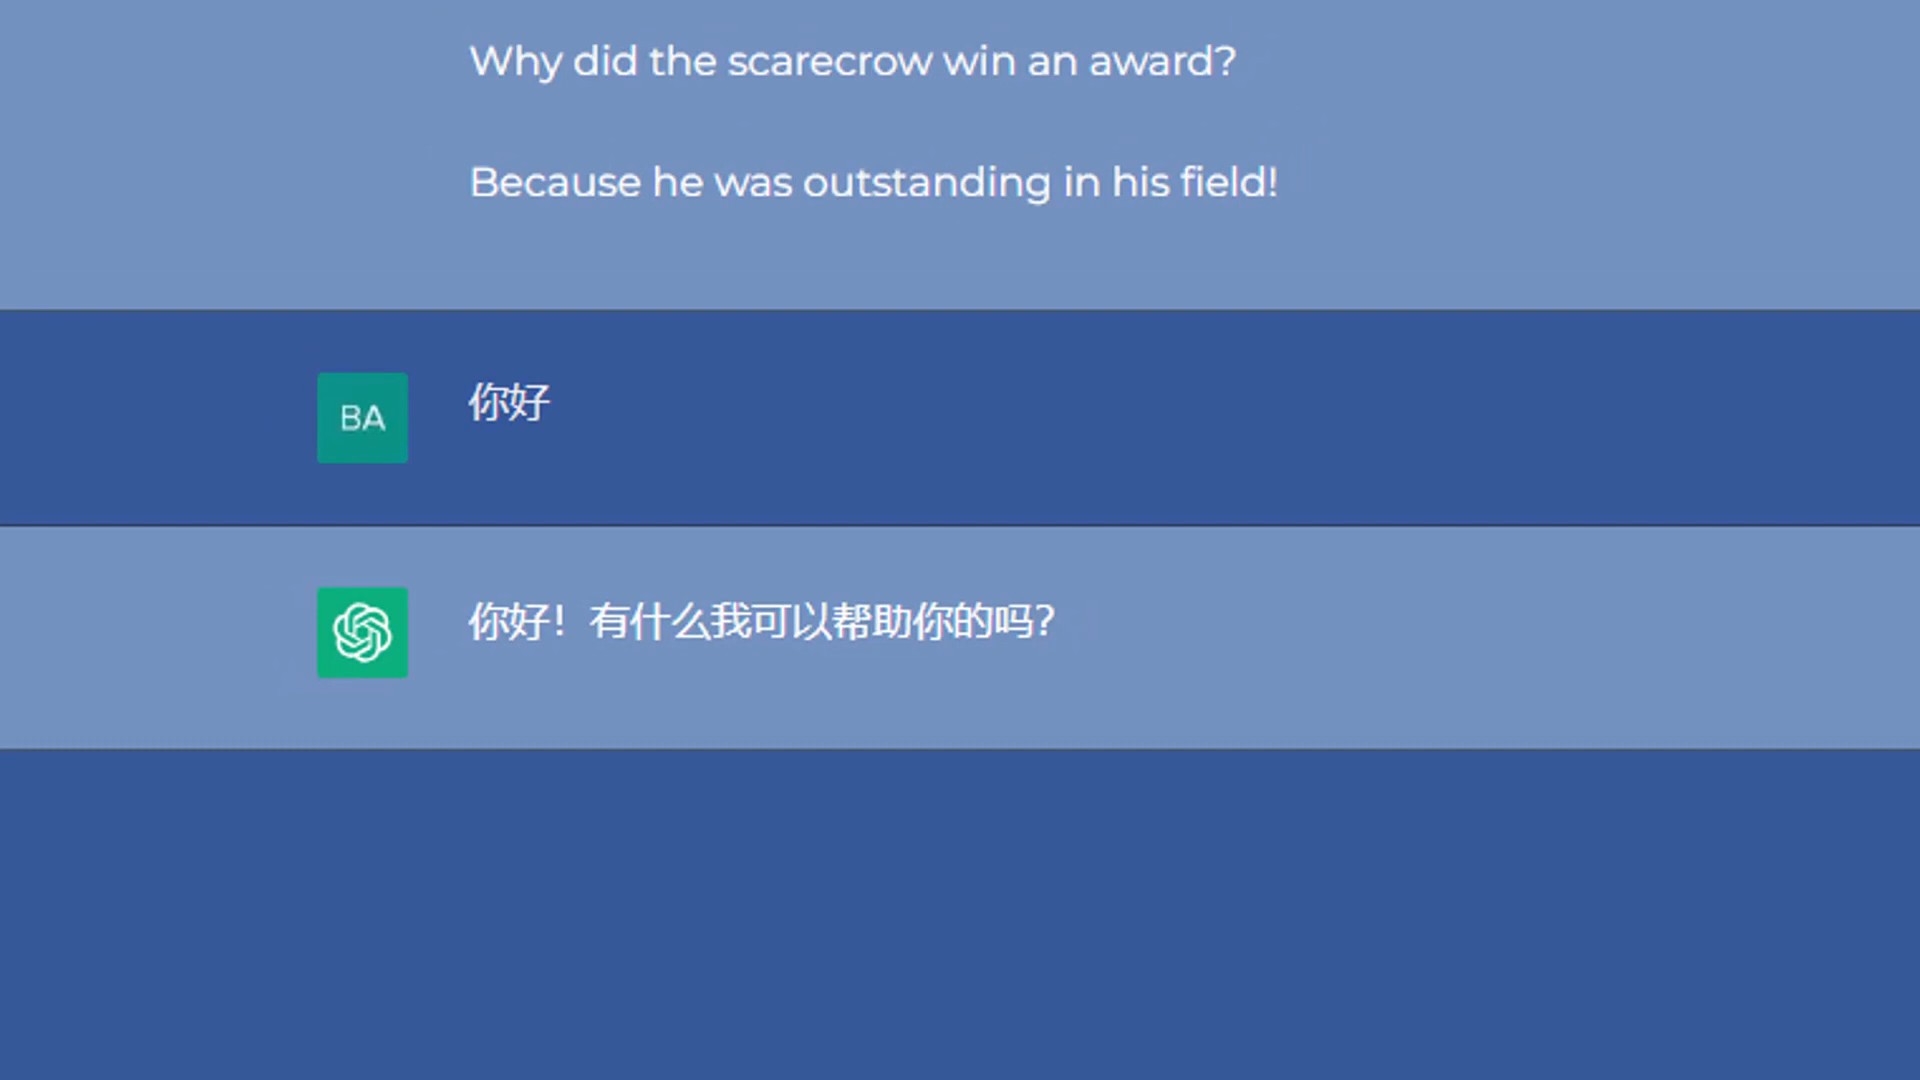 Why did the scarecrow win an award?
Because he was outstanding in his field!
BA
你好
你好！有什么我可以帮助你的吗？